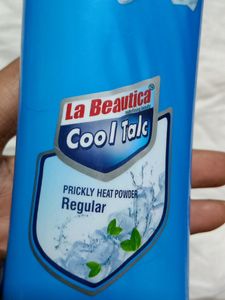 La Beautica
Cool Talc
PRICKLY HEAT POWDER
Regular